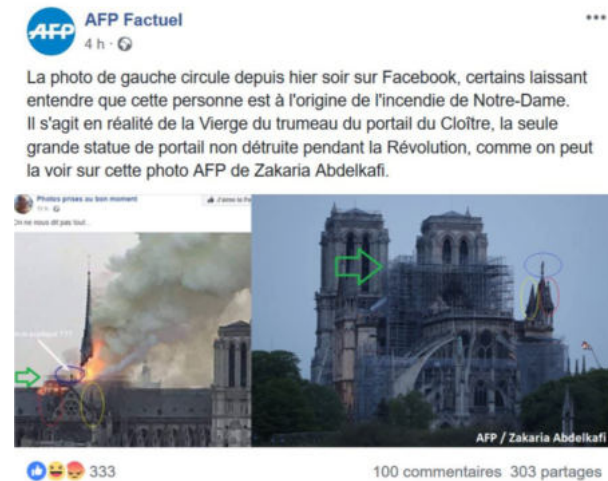 AFP
AFP Factuel
4 h ·
La photo de gauche circule depuis hier soir sur Facebook, certains laissant
entendre que cette personne est à l'origine de l'incendie de Notre-Dame.
Il s'agit en réalité de la Vierge du trumeau du portail du Cloître, la seule
grande statue de portail non détruite pendant la Révolution, comme on peut
la voir sur cette photo AFP de Zakaria Abdelkafi.
Photos prises au bon moment
J'aime
On ne nous dit pas tout...
AFP / Zakaria Abdelkafi
333
100 commentaires 303 partages